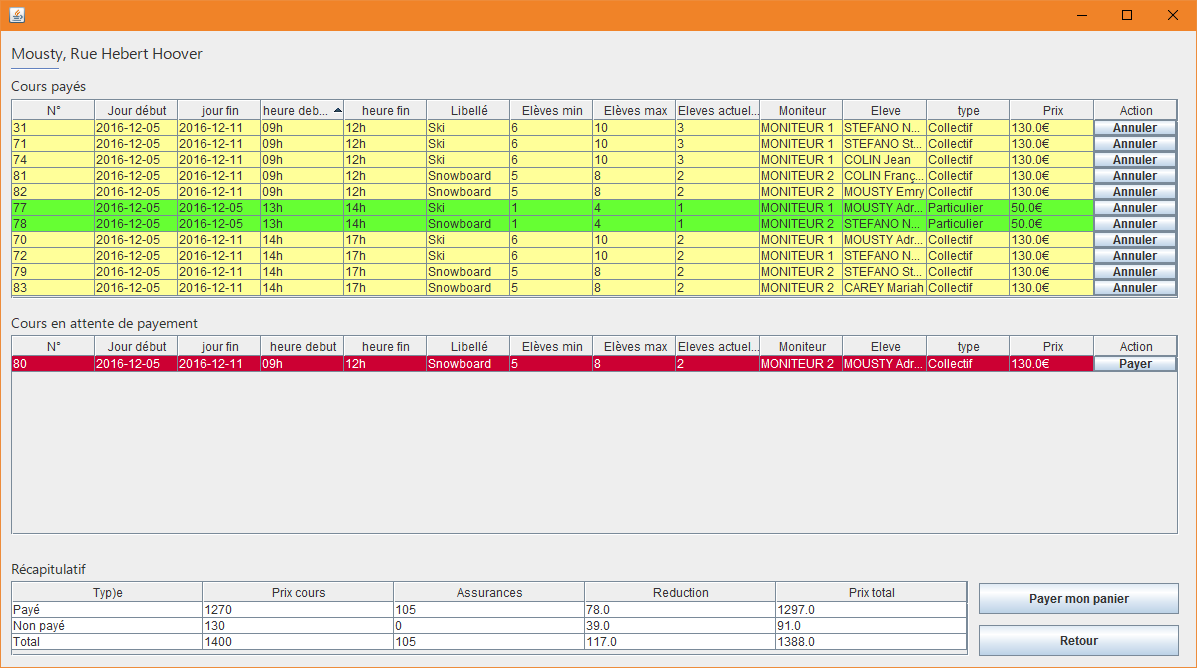 Mousty, Rue Hebert Hoover
Cours payés
N° Jour début jour fin heure deb... heure fin Libellé Elèves min Elèves max Eleves actuel... Moniteur Eleve type Prix Action
31 2016-12-05 2016-12-11 09h 12h Ski 6 10 3 MONITEUR 1 STEFANO N... Collectif 130.0€ Annuler
71 2016-12-05 2016-12-11 09h 12h Ski 6 10 3 MONITEUR 1 STEFANO St... Collectif 130.0€ Annuler
74 2016-12-05 2016-12-11 09h 12h Ski 6 10 3 MONITEUR 1 COLIN Jean Collectif 130.0€ Annuler
81 2016-12-05 2016-12-11 09h 12h Snowboard 5 8 2 MONITEUR 2 COLIN Franç... Collectif 130.0€ Annuler
82 2016-12-05 2016-12-11 09h 12h Snowboard 5 8 2 MONITEUR 2 MOUSTY Emry Collectif 130.0€ Annuler
77 2016-12-05 2016-12-05 13h 14h Ski 1 4 1 MONITEUR 1 MOUSTY Adr... Particulier 50.0€ Annuler
78 2016-12-05 2016-12-05 13h 14h Snowboard 1 4 1 MONITEUR 2 STEFANO N... Particulier 50.0€ Annuler
70 2016-12-05 2016-12-11 14h 17h Ski 6 10 2 MONITEUR 1 MOUSTY Adr... Collectif 130.0€ Annuler
72 2016-12-05 2016-12-11 14h 17h Ski 6 10 2 MONITEUR 1 STEFANO N... Collectif 130.0€ Annuler
79 2016-12-05 2016-12-11 14h 17h Snowboard 5 8 2 MONITEUR 2 STEFANO St... Collectif 130.0€ Annuler
83 2016-12-05 2016-12-11 14h 17h Snowboard 5 8 2 MONITEUR 2 CAREY Mariah Collectif 130.0€ Annuler
Cours en attente de payement
N° Jour début jour fin heure debut heure fin Libellé Elèves min Elèves max Eleves actuel... Moniteur Eleve type Prix Action
80 2016-12-05 2016-12-11 09h 12h Snowboard 5 8 2 MONITEUR 2 MOUSTY Adr... Collectif 130.0€ Payer
Récapitulatif
Typ)e Prix cours Assurances Reduction Prix total
Payé 1270 105 78.0 1297.0
Non payé 130 0 39.0 91.0
Total 1400 105 117.0 1388.0
Payer mon panier
Retour